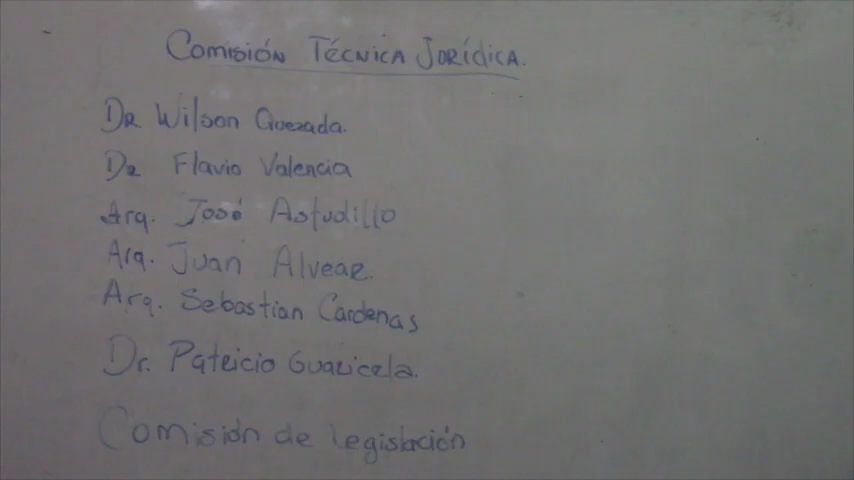 Comisión Técnica Jurídica.
Dr Wilson Quezada.
Dr Flavio Valencia
Arq. José Astudillo
Arq. Juan Alvear.
Arq. Sebastian Cardenas
Dr. Patricio Guaricela.
Comisión de legislación